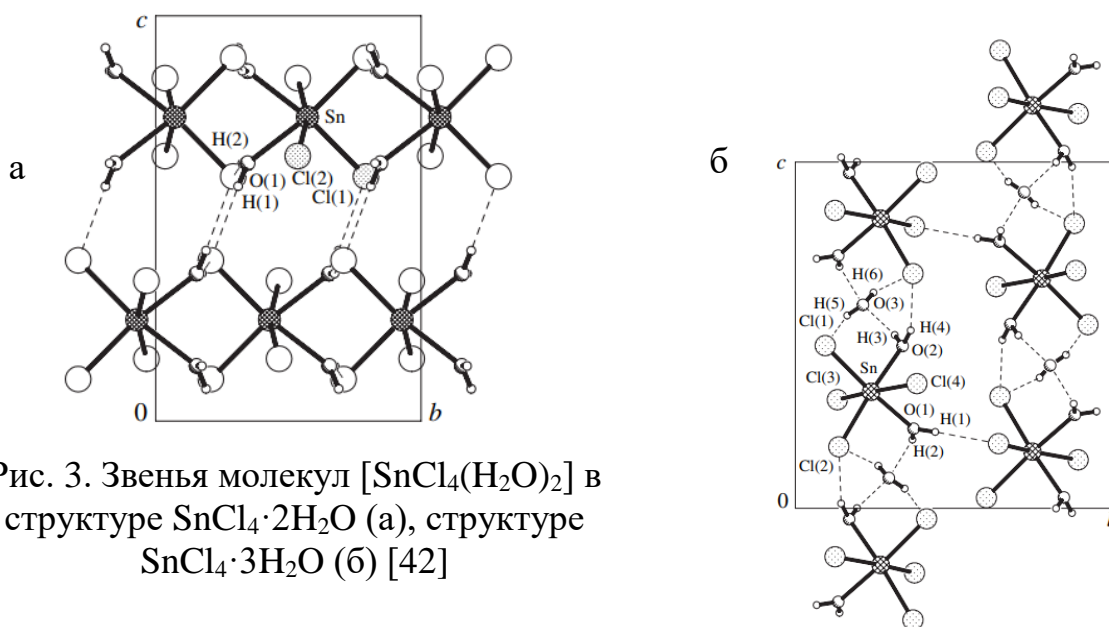 а
c
Sn
H(2)
O(1)
Cl(2)
H(1)
Cl(1)
0
b
б
c
H(6)
H(5)
O(3)
Cl(1)
H(3)
H(4)
O(2)
Sn
Cl(3)
Cl(4)
O(1)
H(1)
H(2)
Cl(2)
0
Рис. 3. Звенья молекул [SnCl₄(H₂O)₂] в
структуре SnCl₄·2H₂O (а), структуре
SnCl₄·3H₂O (б) [42]